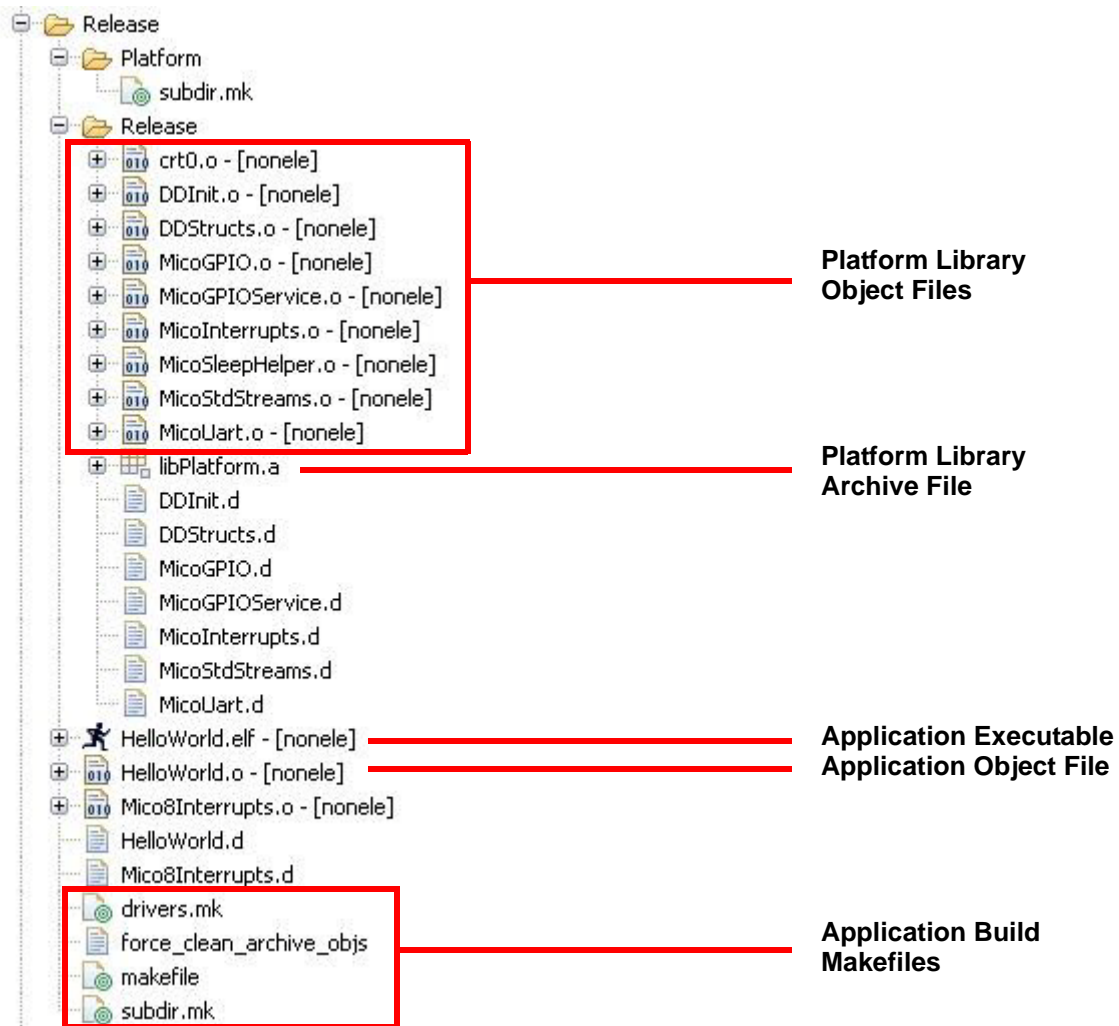 Release
Platform
subdir.mk
Release
crt0.o - [nonele]
DDInit.o - [nonele]
DDStructs.o - [nonele]
MicoGPIO.o - [nonele]
MicoGPIOService.o - [nonele]
MicoInterrupts.o - [nonele]
MicoSleepHelper.o - [nonele]
MicoStdStreams.o - [nonele]
MicoUart.o - [nonele]
Platform Library
Object Files
libPlatform.a
Platform Library
Archive File
DDInit.d
DDStructs.d
MicoGPIO.d
MicoGPIOService.d
MicoInterrupts.d
MicoStdStreams.d
MicoUart.d
HelloWorld.elf - [nonele]
Application Executable
HelloWorld.o - [nonele]
Application Object File
Mico8Interrupts.o - [nonele]
HelloWorld.d
Mico8Interrupts.d
drivers.mk
force_clean_archive_objs
makefile
subdir.mk
Application Build
Makefiles